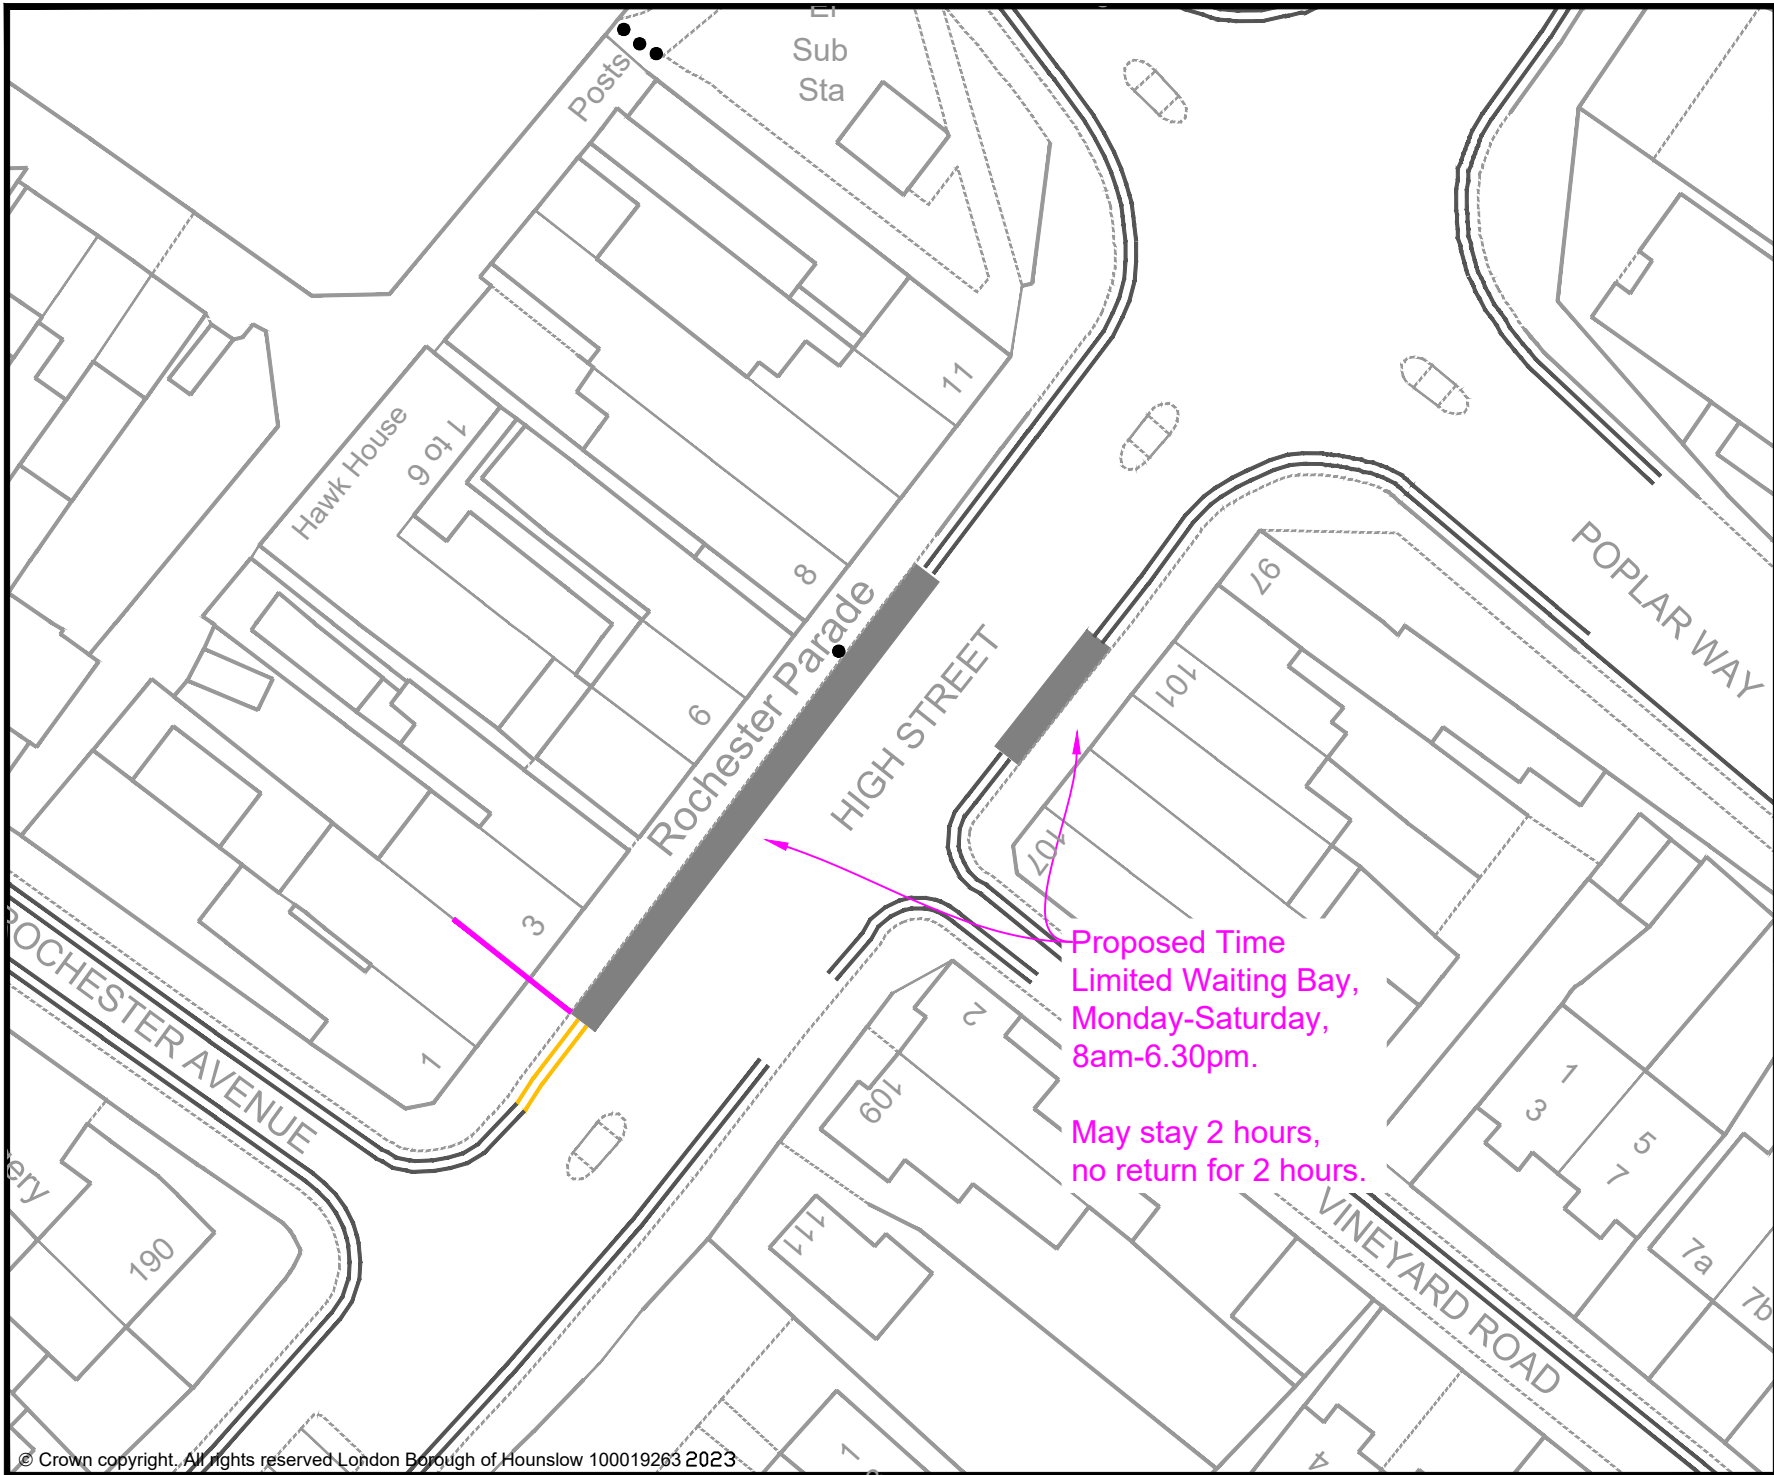 Sub
Sta
Posts
11
Hawk House
1 to 6
8
97
POPLAR WAY
Rochester Parade
HIGH STREET
101
6
107
3
Proposed Time
Limited Waiting Bay,
Monday-Saturday,
8am-6.30pm.
May stay 2 hours,
no return for 2 hours.
ROCHESTER AVENUE
1
2
109
1
3
5
7
ery
190
111
VINEYARD ROAD
7a
7b
1
4
© Crown copyright. All rights reserved London Borough of Hounslow 100019263 2023